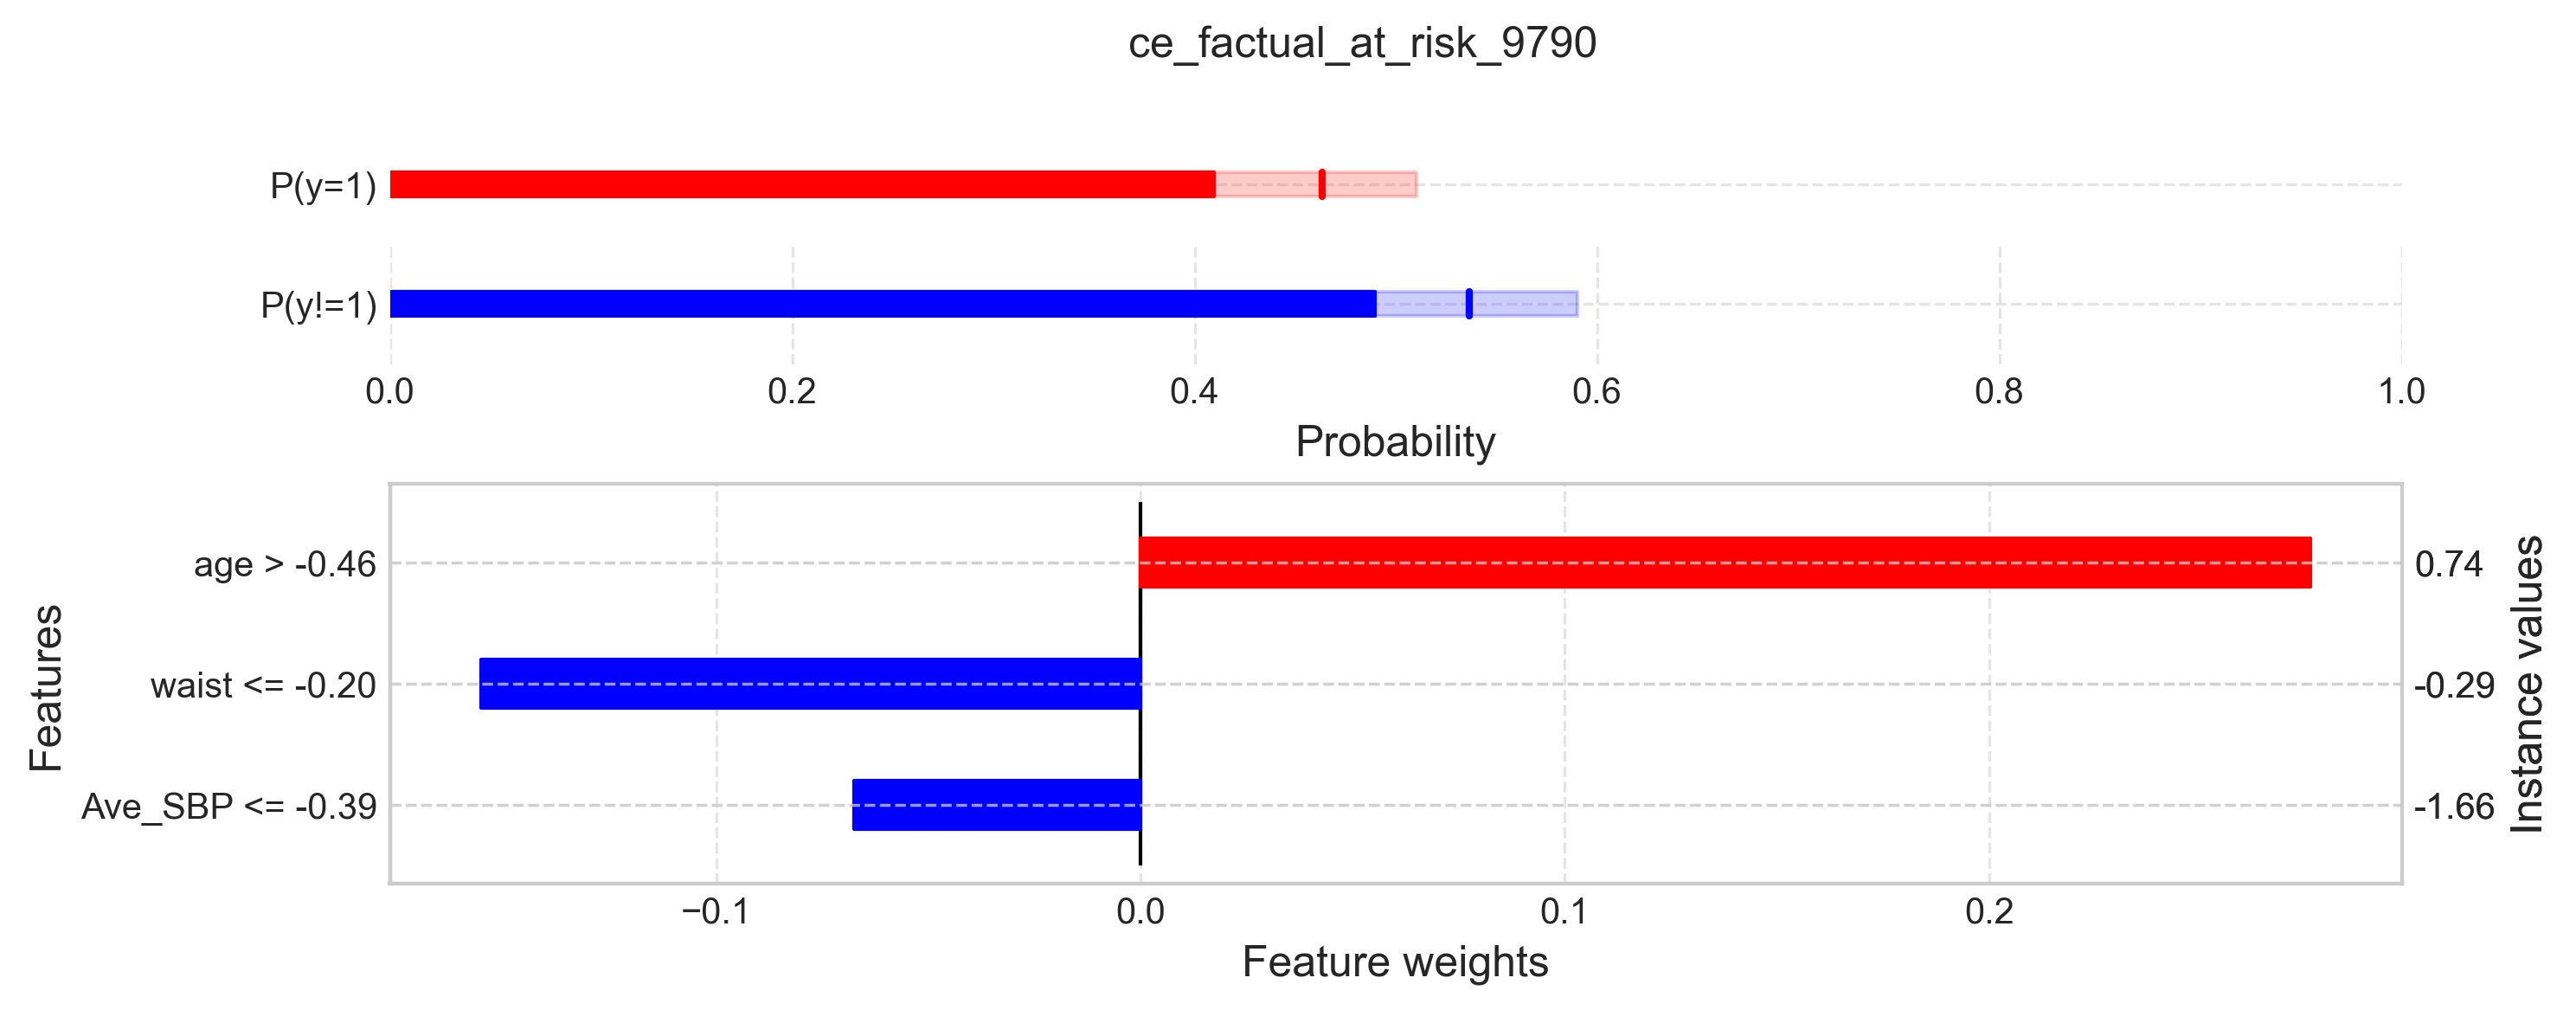 ce_factual_at_risk_9790
P(y=1)
P(y!=1)
0.0 0.2 0.4 0.6 0.8 1.0
Probability
Features
age > -0.46 0.74
waist <= -0.20 -0.29
Ave_SBP <= -0.39 -1.66
Instance values
−0.1 0.0 0.1 0.2
Feature weights